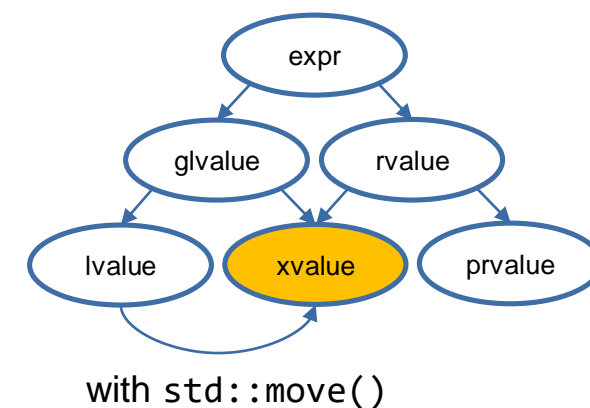 expr
glvalue rvalue
lvalue xvalue prvalue
with std::move()